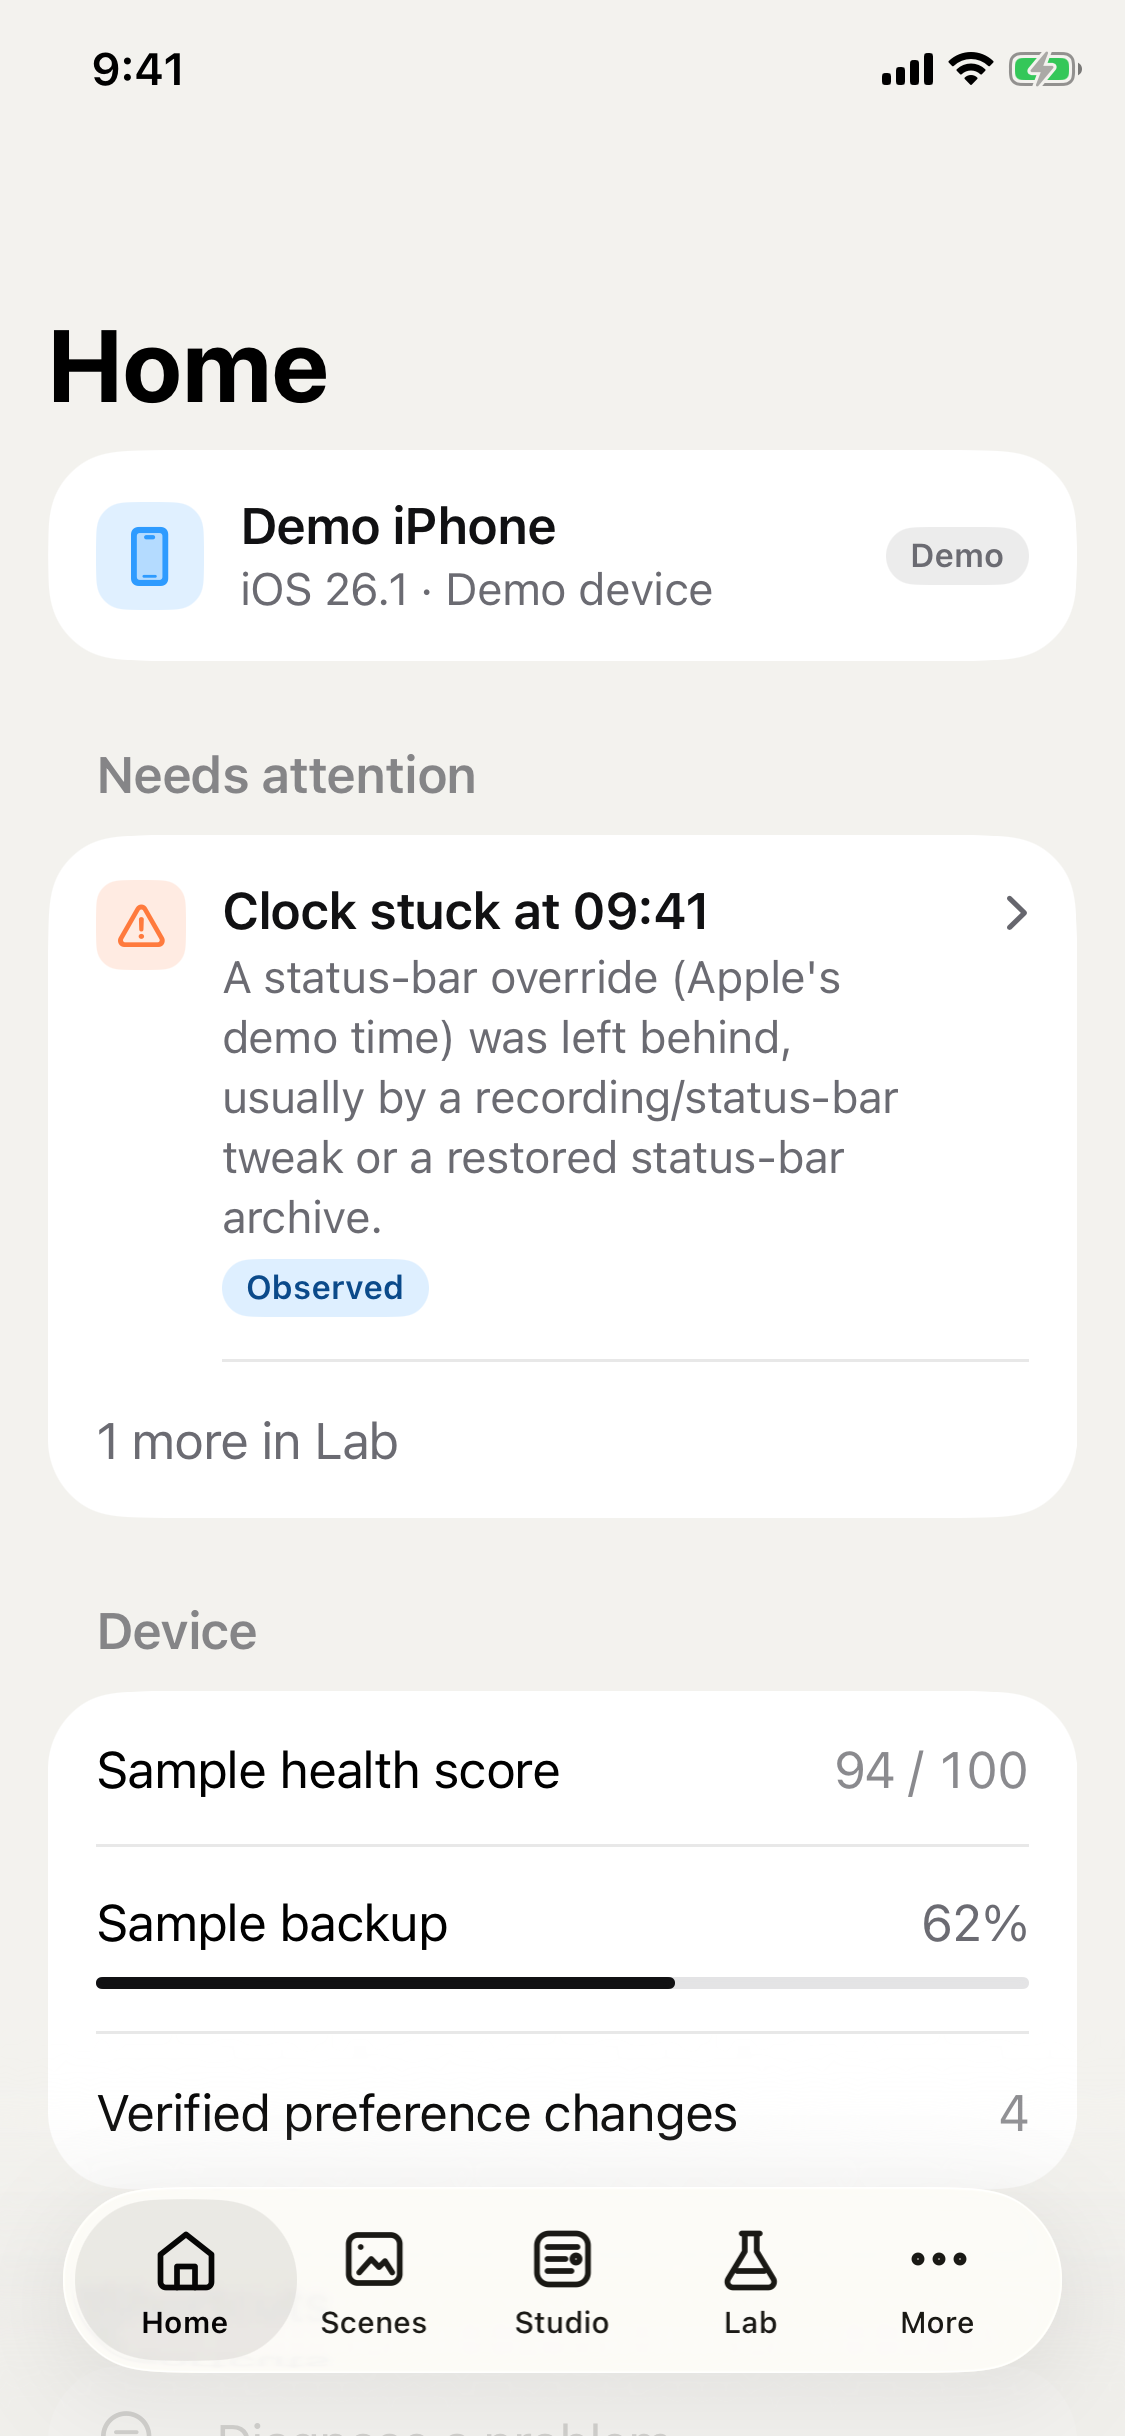 9:41
Home
Demo iPhone
iOS 26.1 · Demo device
Demo
Needs attention
Clock stuck at 09:41
A status-bar override (Apple's
demo time) was left behind,
usually by a recording/status-bar
tweak or a restored status-bar
archive.
Observed
1 more in Lab
Device
Sample health score
94 / 100
Sample backup
62%
Verified preference changes
4
Home
Scenes
Studio
Lab
More
Diagnose a problem